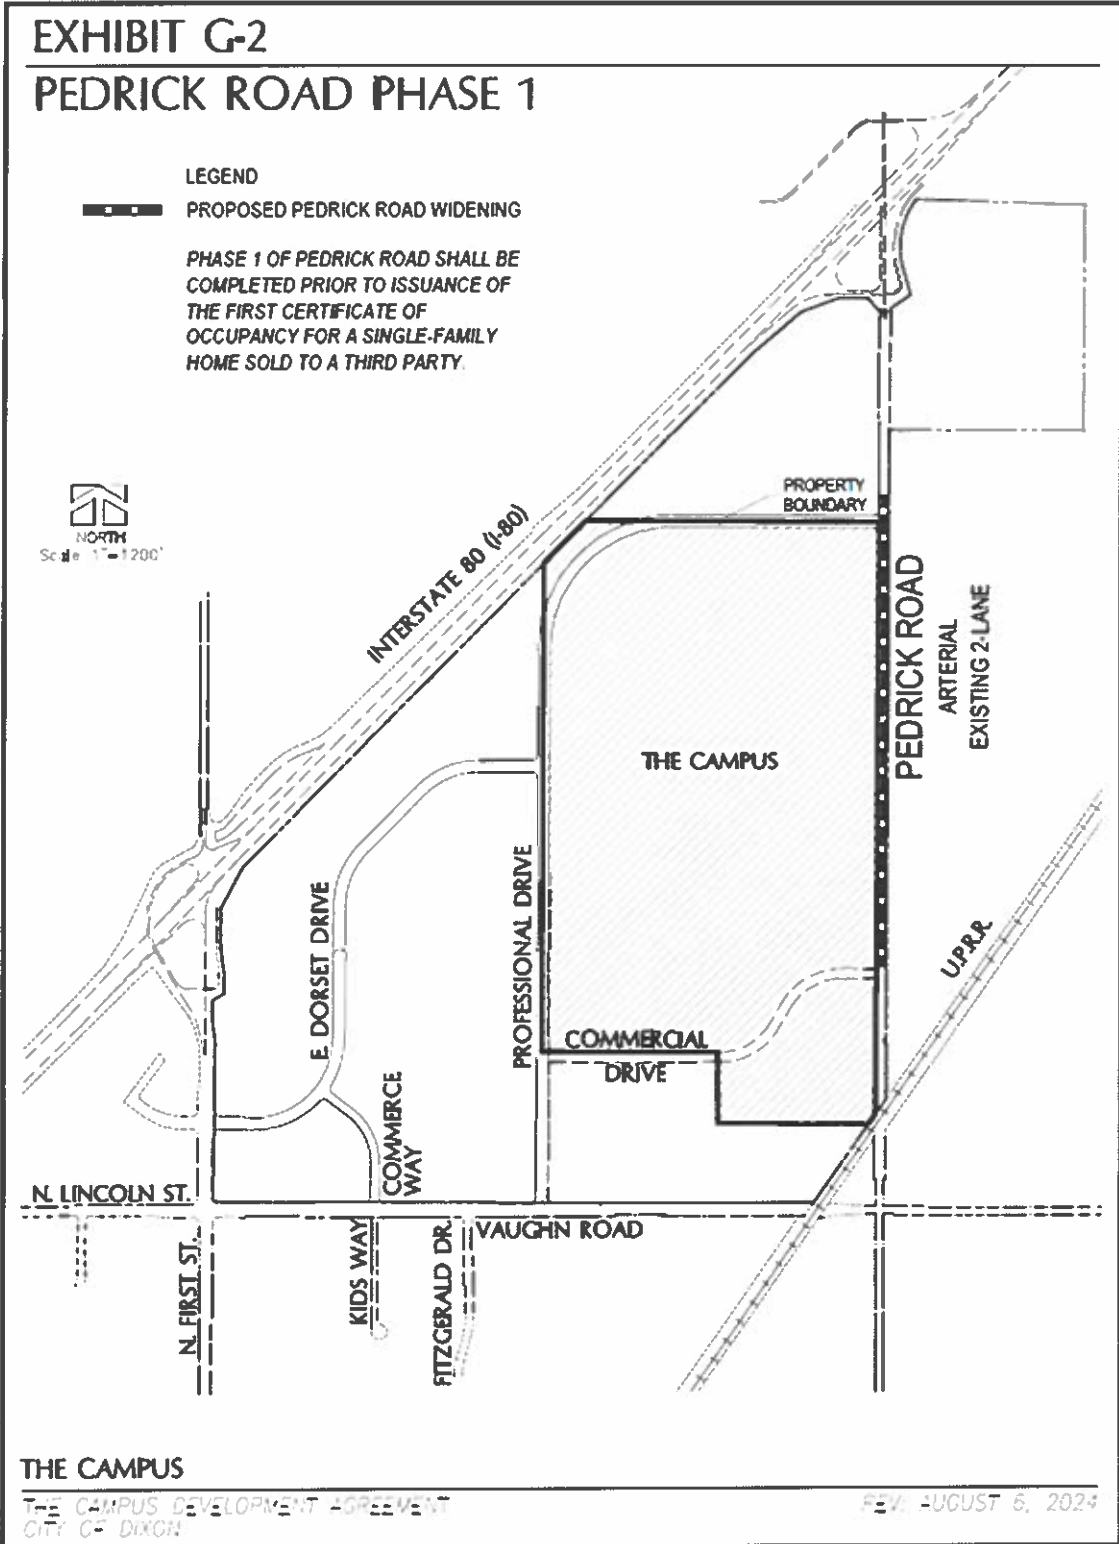 EXHIBIT G-2
PEDRICK ROAD PHASE 1
LEGEND
PROPOSED PEDRICK ROAD WIDENING
PHASE 1 OF PEDRICK ROAD SHALL BE
COMPLETED PRIOR TO ISSUANCE OF
THE FIRST CERTIFICATE OF
OCCUPANCY FOR A SINGLE-FAMILY
HOME SOLD TO A THIRD PARTY.
NORTH
Scale 1"=1200'
PROPERTY
BOUNDARY
INTERSTATE 80 (I-80)
PEDRICK ROAD
ARTERIAL
EXISTING 2-LANE
THE CAMPUS
E. DORSET DRIVE
PROFESSIONAL DRIVE
U.P.R.R.
COMMERCIAL
DRIVE
COMMERCE
WAY
N. LINCOLN ST.
VAUGHN ROAD
N. FIRST ST.
KIDS WAY
FITZGERALD DR.
THE CAMPUS
THE CAMPUS DEVELOPMENT AGREEMENT
CITY OF DIXON
REV: AUGUST 6, 2024